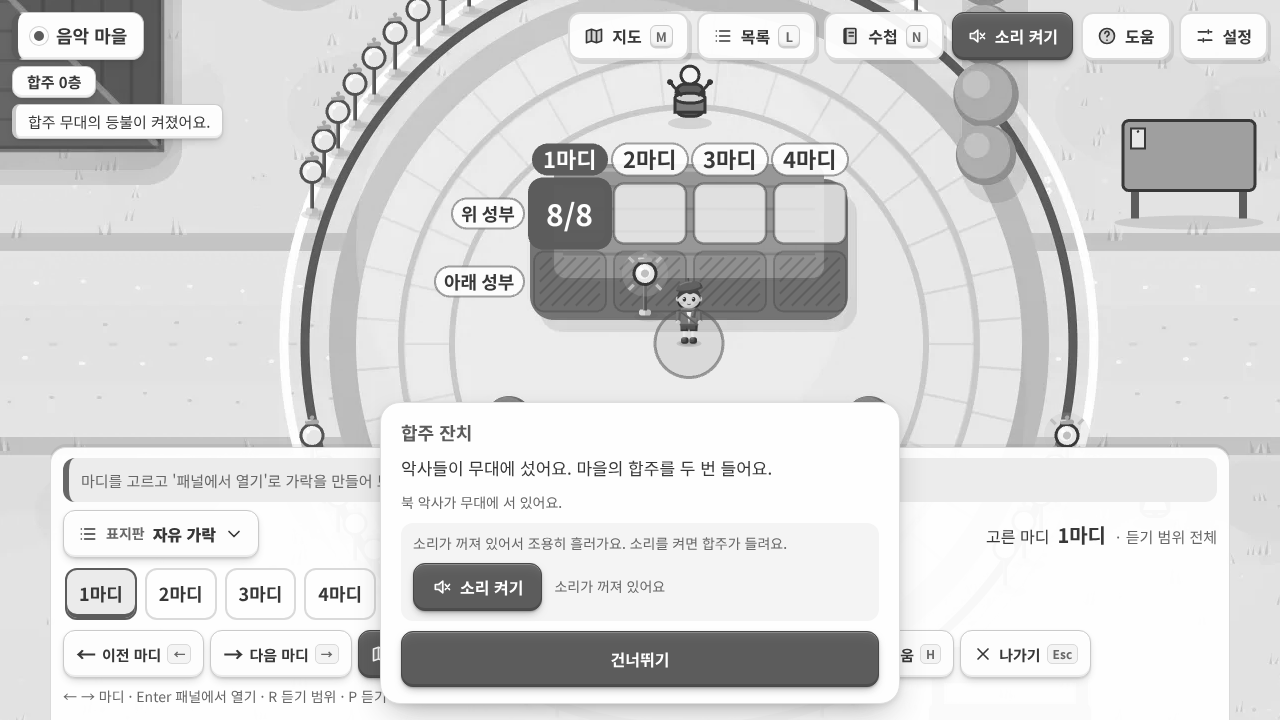 음악 마을
지도 M
목록 L
수첩 N
소리 켜기
도움
설정
합주 0층
합주 무대의 등불이 켜졌어요.
1마디 2마디 3마디 4마디
위 성부 8/8
아래 성부
합주 잔치
악사들이 무대에 섰어요. 마을의 합주를 두 번 들어요.
북 악사가 무대에 서 있어요.
소리가 꺼져 있어서 조용히 흘러가요. 소리를 켜면 합주가 들려요.
소리 켜기 소리가 꺼져 있어요
건너뛰기
마디를 고르고 '패널에서 열기'로 가락을 만들어
표지판 자유 가락
고른 마디 1마디 · 듣기 범위 전체
1마디 2마디 3마디 4마디
← 이전 마디 ←
→ 다음 마디 →
움 H
나가기 Esc
← → 마디 · Enter 패널에서 열기 · R 듣기 범위 · P 듣기